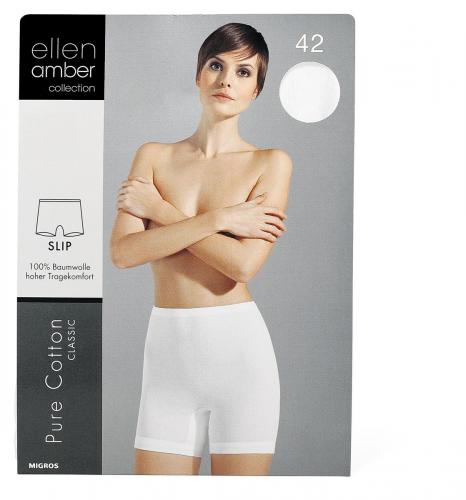 ellen
amber
collection
42
SLIP
100% Baumwolle
hoher Tragekomfort
Pure Cotton
CLASSIC
MIGROS